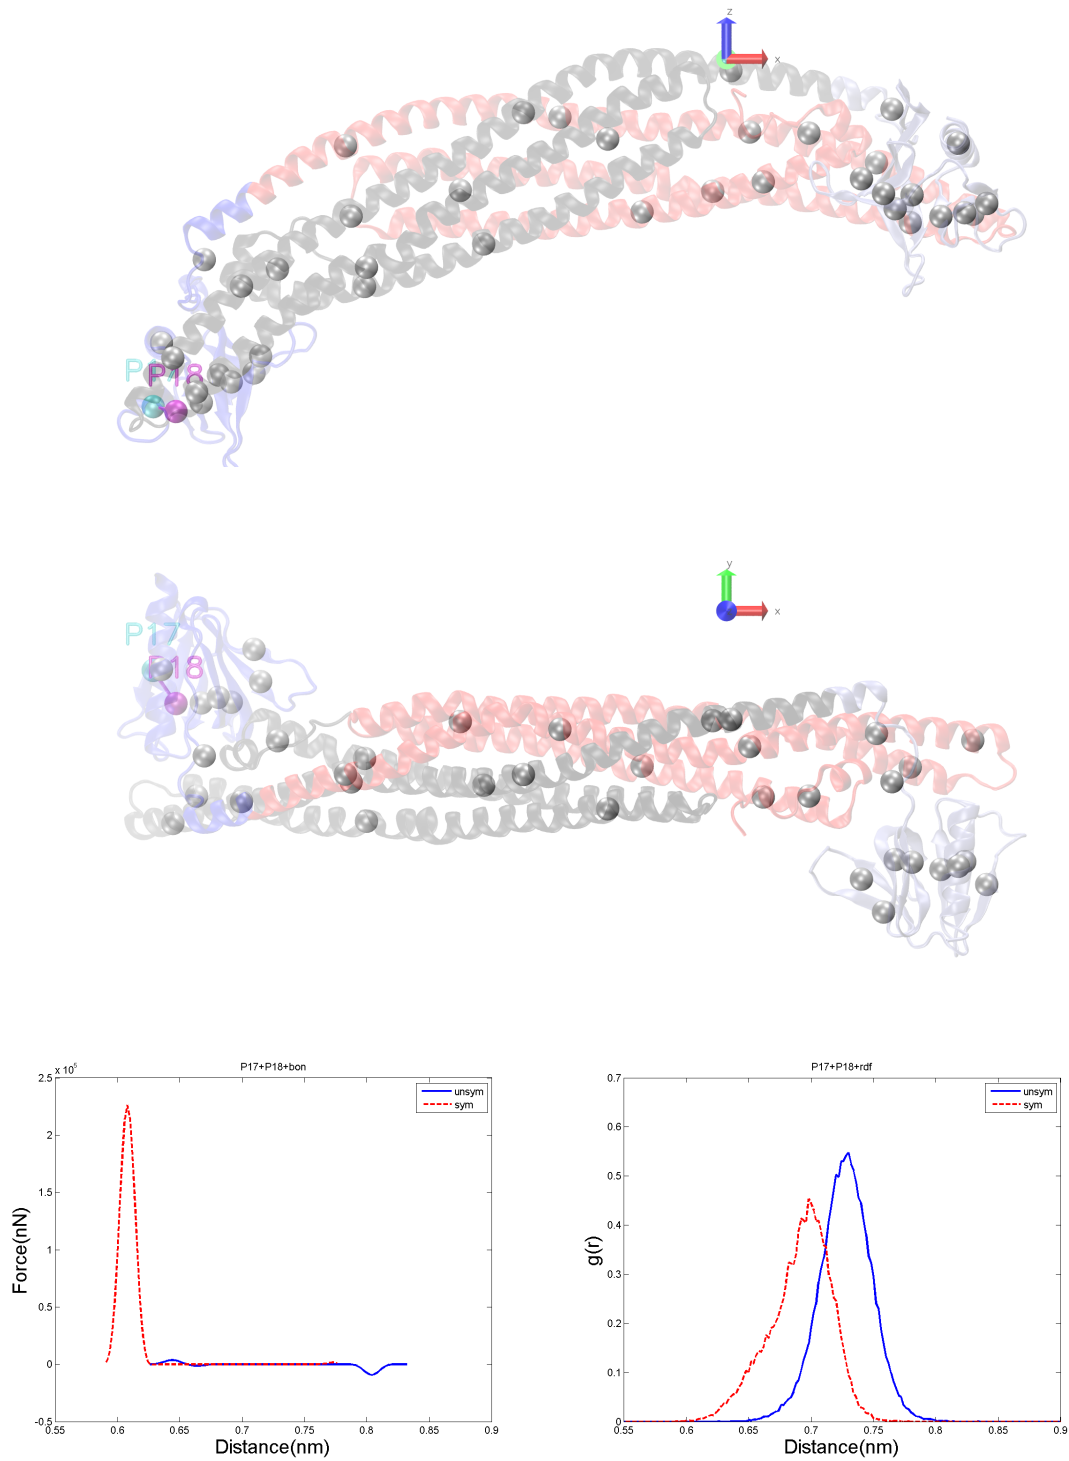 z
x
P17
P18
y
x
P17
P18
P17+P18+bon
x 10⁵
2.5
2
1.5
1
0.5
0
-0.5
0.55
0.6
0.65
0.7
0.75
0.8
0.85
0.9
Force(nN)
Distance(nm)
unsym
sym
P17+P18+rdf
0.7
0.6
0.5
0.4
0.3
0.2
0.1
0
0.55
0.6
0.65
0.7
0.75
0.8
0.85
0.9
g(r)
Distance(nm)
unsym
sym